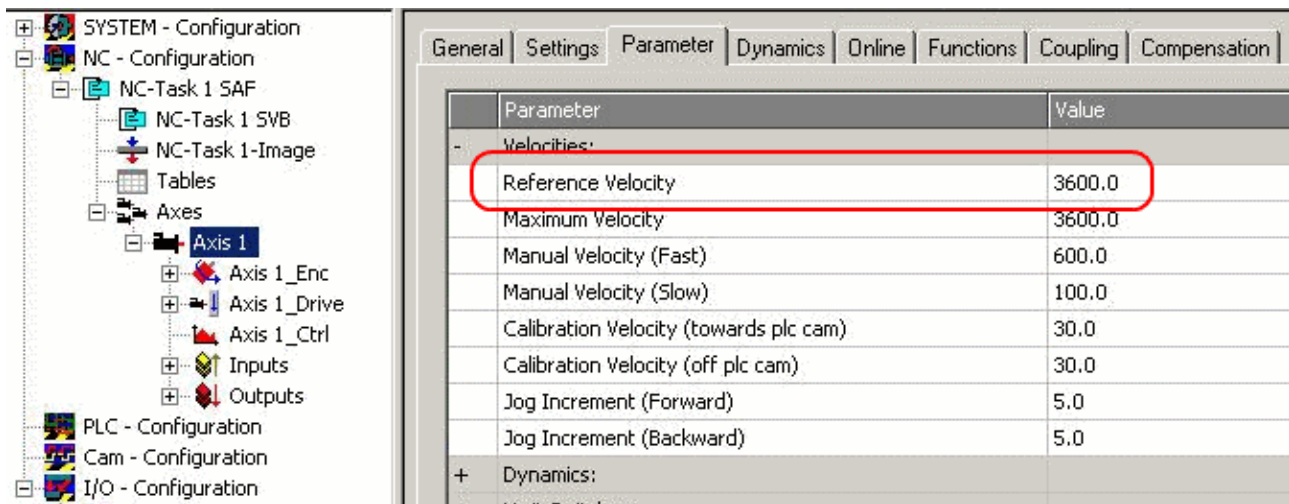 SYSTEM - Configuration
NC - Configuration
NC-Task 1 SAF
NC-Task 1 SVB
NC-Task 1-Image
Tables
Axes
Axis 1
Axis 1_Enc
Axis 1_Drive
Axis 1_Ctrl
Inputs
Outputs
PLC - Configuration
Cam - Configuration
I/O - Configuration
General Settings Parameter Dynamics Online Functions Coupling Compensation
Parameter Value
- Velocities:
Reference Velocity 3600.0
Maximum Velocity 3600.0
Manual Velocity (Fast) 600.0
Manual Velocity (Slow) 100.0
Calibration Velocity (towards plc cam) 30.0
Calibration Velocity (off plc cam) 30.0
Jog Increment (Forward) 5.0
Jog Increment (Backward) 5.0
+ Dynamics: